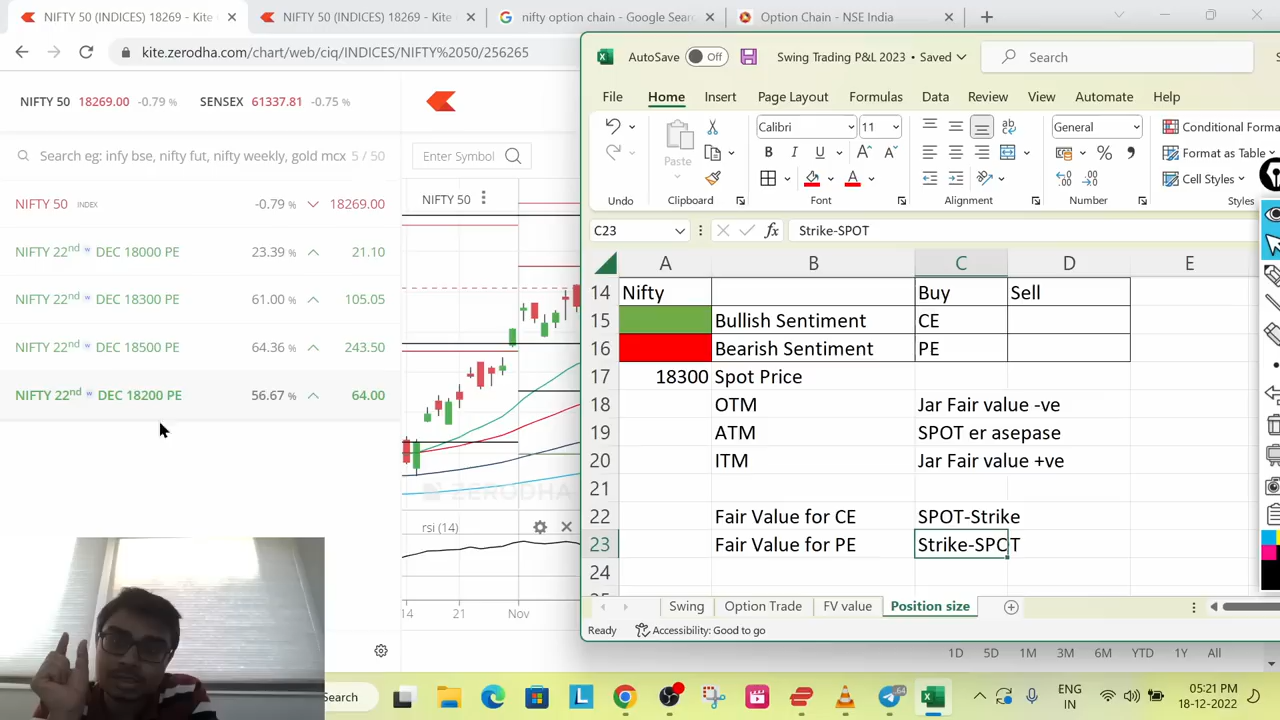 NIFTY 50 (INDICES) 18269 - Kite
NIFTY 50 (INDICES) 18269 - Kite
nifty option chain - Google Sear
Option Chain - NSE India
kite.zerodha.com/chart/web/ciq/INDICES/NIFTY%2050/256265
NIFTY 50 18269.00 -0.79 % SENSEX 61337.81 -0.75 %
Search eg: infy bse, nifty fut, nifty weekly, gold mcx 5 / 50
NIFTY 50 INDEX -0.79 % 18269.00
NIFTY 22nd w DEC 18000 PE 23.39 % 21.10
NIFTY 22nd w DEC 18300 PE 61.00 % 105.05
NIFTY 22nd w DEC 18500 PE 64.36 % 243.50
NIFTY 22nd w DEC 18200 PE 56.67 % 64.00
Enter Symbol
NIFTY 50
ZERODHA
rsi (14)
14 21 Nov
AutoSave Off Swing Trading P&L 2023 • Saved Search
File Home Insert Page Layout Formulas Data Review View Automate Help
Paste
Calibri 11
General
Conditional Forma
Format as Table
Cell Styles
Undo Clipboard Font Alignment Number Styles
C23 fx Strike-SPOT
A B C D E
14 Nifty Buy Sell
15 Bullish Sentiment CE
16 Bearish Sentiment PE
17 18300 Spot Price
18 OTM Jar Fair value -ve
19 ATM SPOT er asepase
20 ITM Jar Fair value +ve
21
22 Fair Value for CE SPOT-Strike
23 Fair Value for PE Strike-SPOT
24
Swing Option Trade FV value Position size
Ready Accessibility: Good to go
1D 5D 1M 3M 6M YTD 1Y All
Search
64
ENG
IN
05:21 PM
18-12-2022